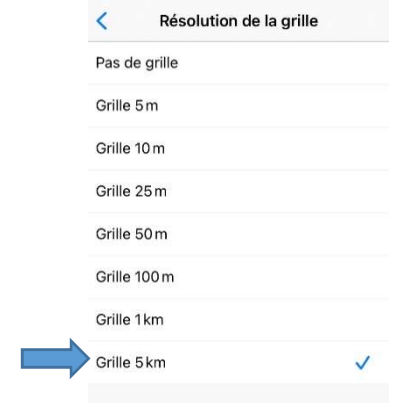 Résolution de la grille
Pas de grille
Grille 5 m
Grille 10 m
Grille 25 m
Grille 50 m
Grille 100 m
Grille 1 km
Grille 5 km